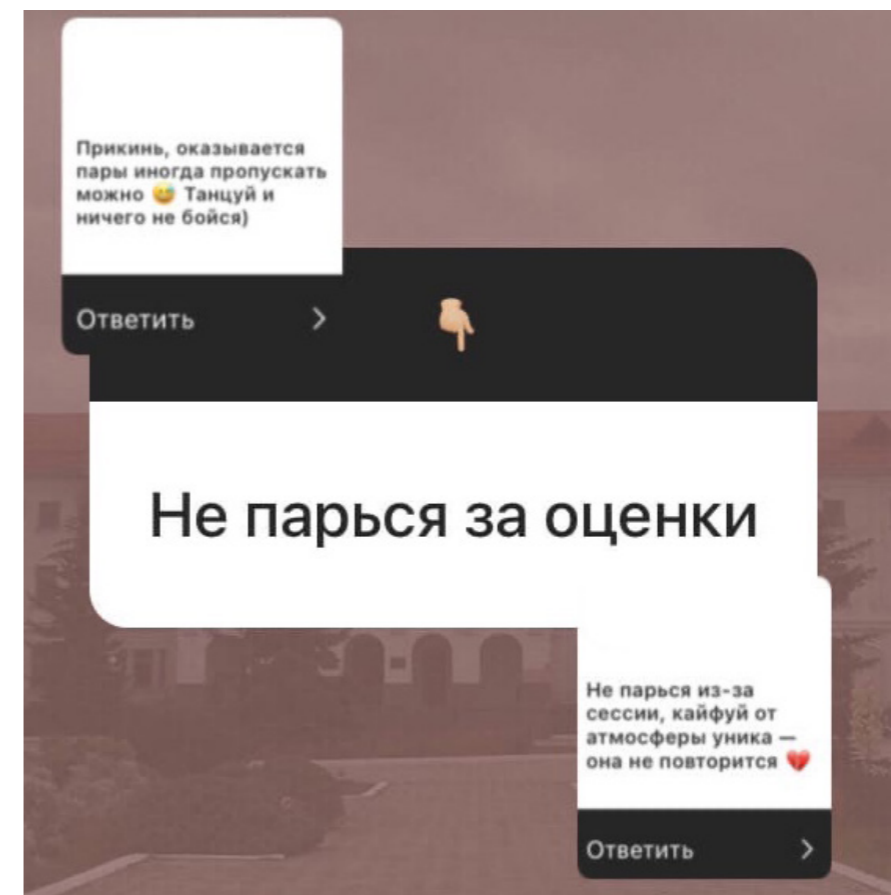 Прикинь, оказывается
пары иногда пропускать
можно 😅 Танцуй и
ничего не бойся)
Ответить
👇🏼
Не парься за оценки
Не парься из-за
сессии, кайфуй от
атмосферы уника —
она не повторится 💔
Ответить